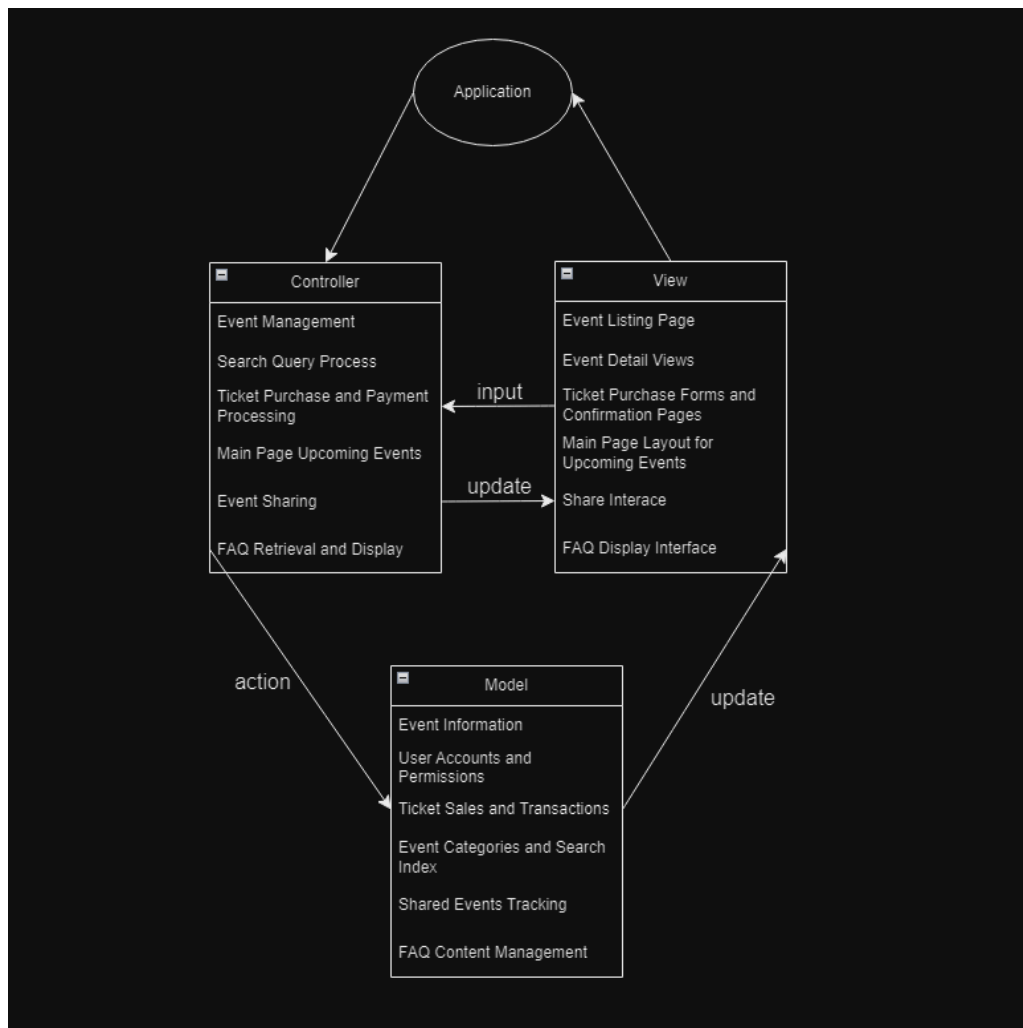 Application
Controller
Event Management
Search Query Process
Ticket Purchase and Payment
Processing
Main Page Upcoming Events
Event Sharing
FAQ Retrieval and Display
input
update
View
Event Listing Page
Event Detail Views
Ticket Purchase Forms and
Confirmation Pages
Main Page Layout for
Upcoming Events
Share Interace
FAQ Display Interface
action
update
Model
Event Information
User Accounts and
Permissions
Ticket Sales and Transactions
Event Categories and Search
Index
Shared Events Tracking
FAQ Content Management